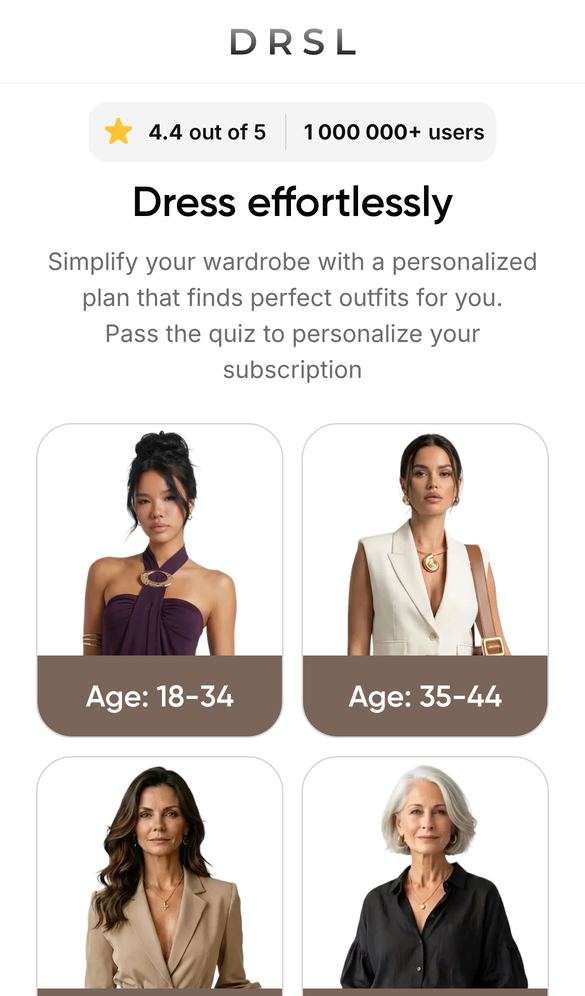 DRSL
4.4 out of 5
1 000 000+ users
Dress effortlessly
Simplify your wardrobe with a personalized
plan that finds perfect outfits for you.
Pass the quiz to personalize your
subscription
Age: 18-34
Age: 35-44